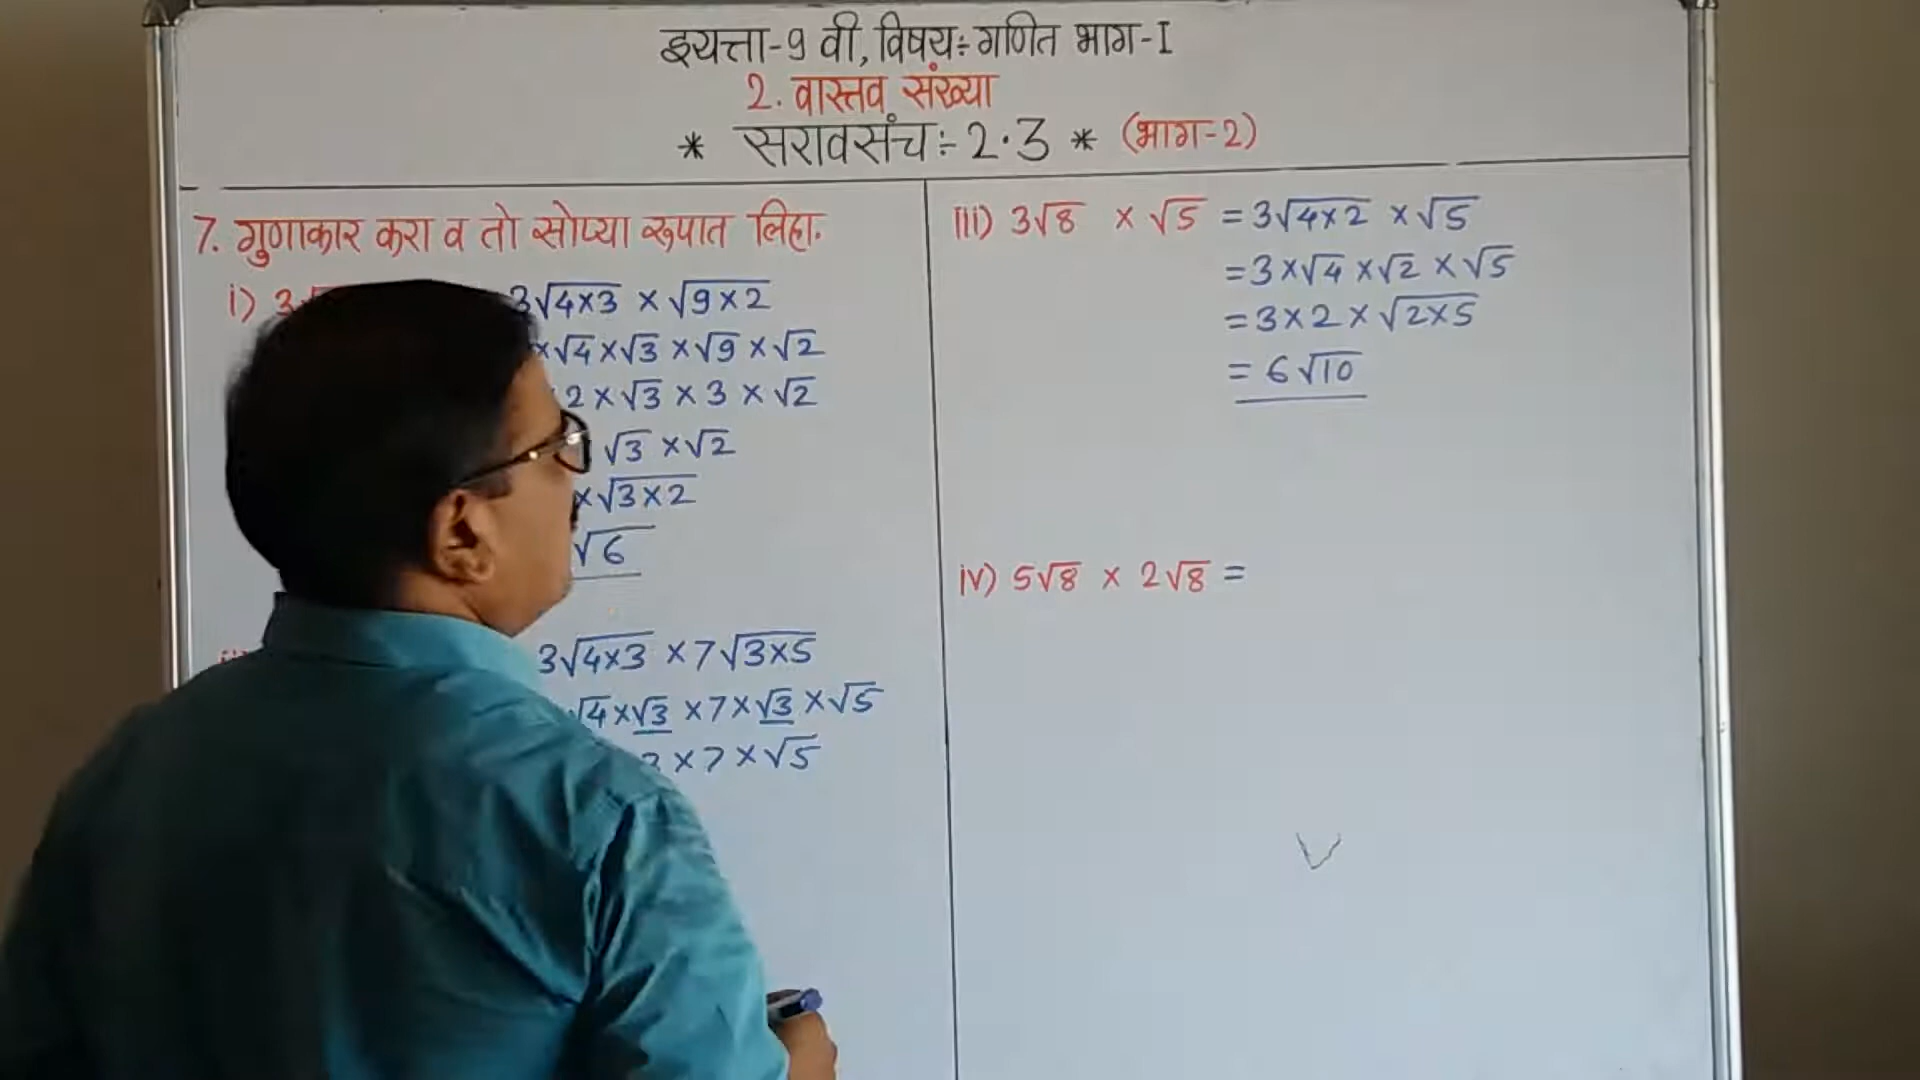 इयत्ता-9 वी, विषय:- गणित भाग-I
2. वास्तव संख्या
* सरावसंच:- 2.3 * (भाग-2)
7. गुणाकार करा व तो सोप्या रूपात लिहा.
i) 3√
3√4×3 × √9×2
×√4×√3×√9×√2
2×√3×3×√2
√3×√2
×√3×2
√6
3√4×3 ×7√3×5
√4×√3×7×√3×√5
×7×√5
iii) 3√8 × √5 = 3√4×2 ×√5
=3×√4×√2×√5
=3×2×√2×5
= 6√10
iv) 5√8 × 2√8 =